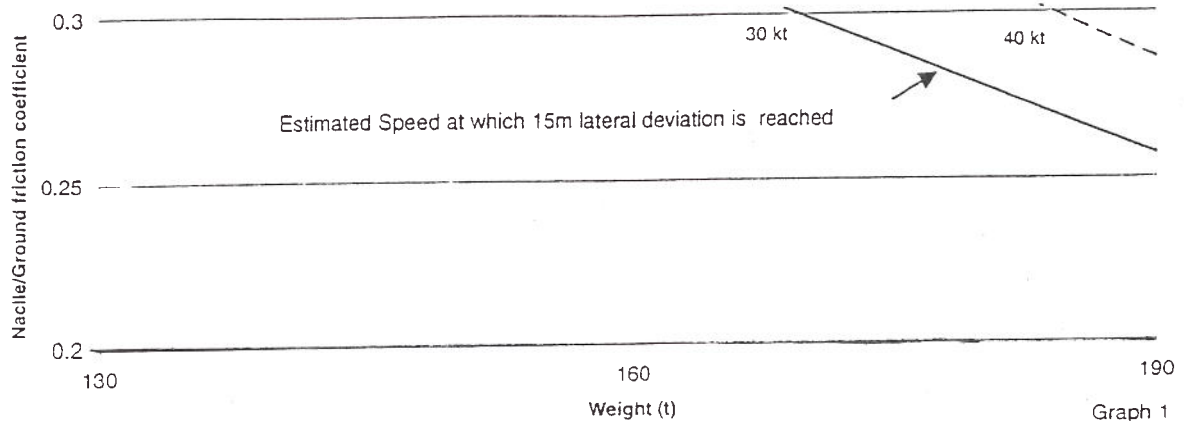 Naclle/Ground friction coefficient
0.3
30 kt
40 kt
Estimated Speed at which 15m lateral deviation is reached
0.25
0.2
130
160
190
Weight (t)
Graph 1